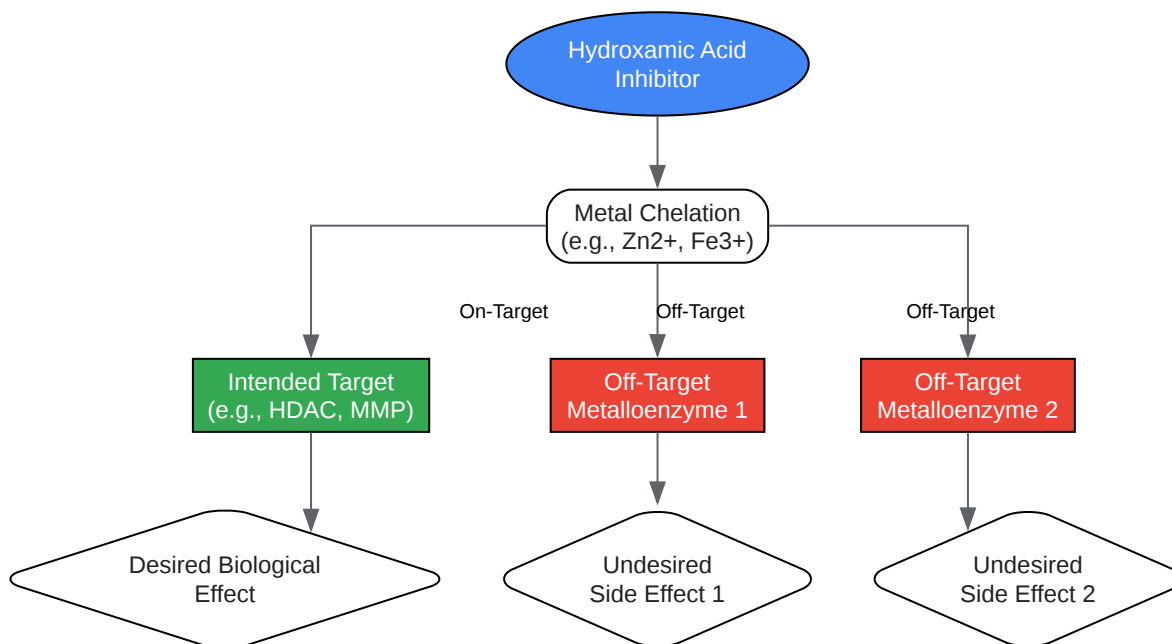 Hydroxamic Acid
Inhibitor
Metal Chelation
(e.g., Zn2+, Fe3+)
On-Target
Off-Target
Off-Target
Intended Target
(e.g., HDAC, MMP)
Off-Target
Metalloenzyme 1
Off-Target
Metalloenzyme 2
Desired Biological
Effect
Undesired
Side Effect 1
Undesired
Side Effect 2